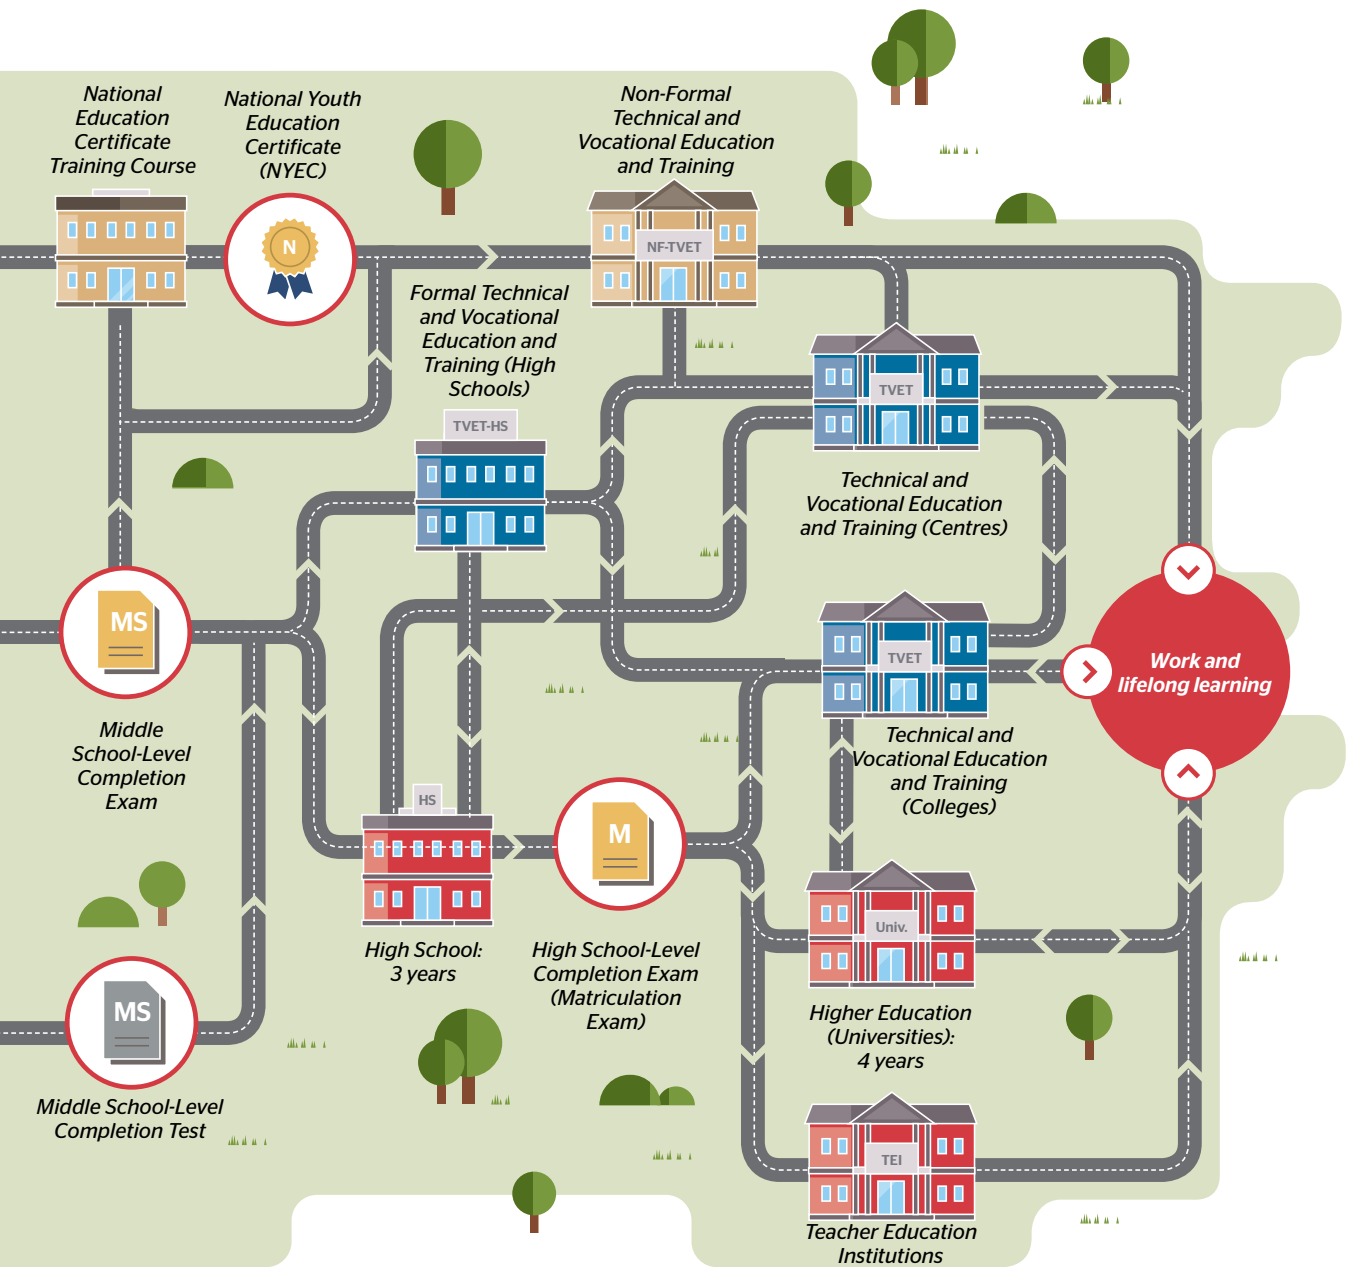 National
Education
Certificate
Training Course
National Youth
Education
Certificate
(NYEC)
N
Non-Formal
Technical and
Vocational Education
and Training
NF-TVET
Formal Technical
and Vocational
Education and
Training (High
Schools)
TVET-HS
TVET
Technical and
Vocational Education
and Training (Centres)
MS
Middle
School-Level
Completion
Exam
TVET
Technical and
Vocational Education
and Training
(Colleges)
Work and
lifelong learning
HS
High School:
3 years
M
High School-Level
Completion Exam
(Matriculation
Exam)
Univ.
Higher Education
(Universities):
4 years
MS
Middle School-Level
Completion Test
TEI
Teacher Education
Institutions